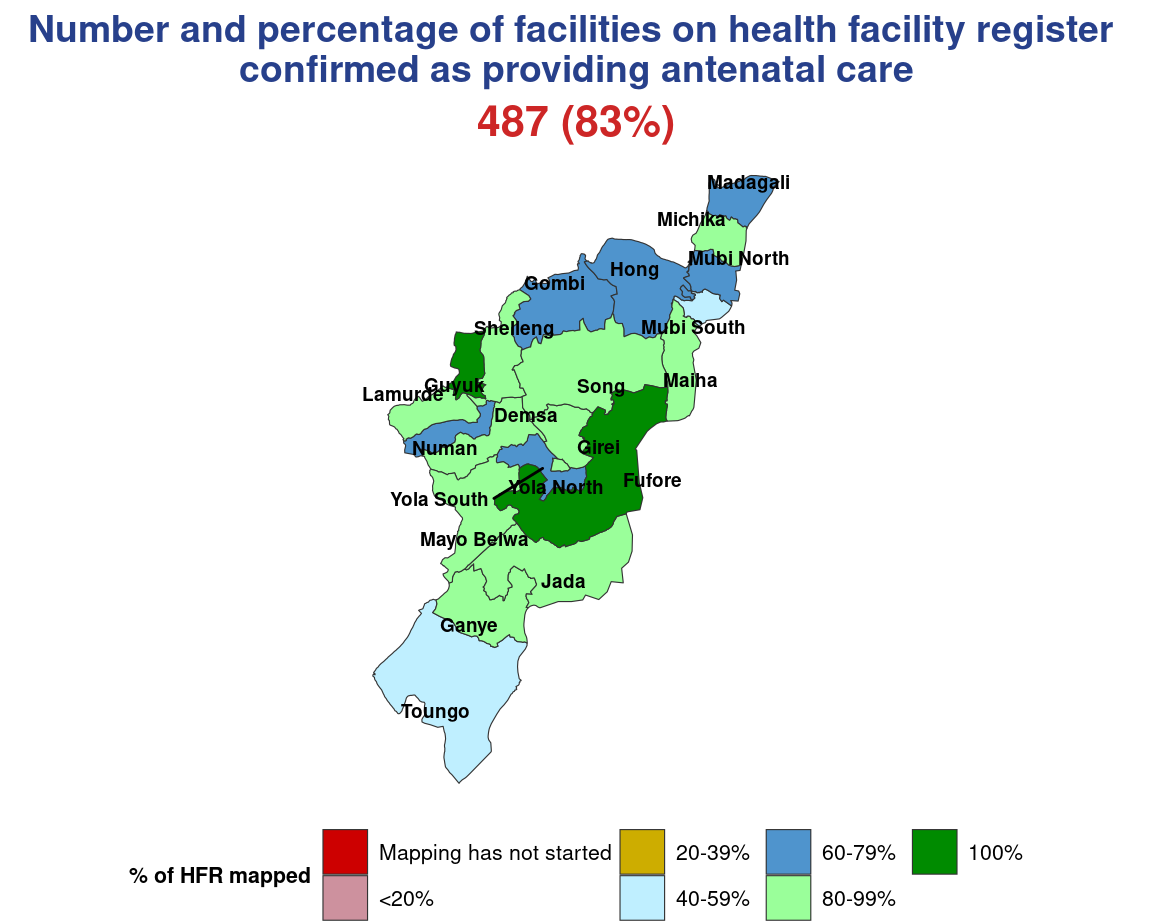 Number and percentage of facilities on health facility register
confirmed as providing antenatal care
487 (83%)
Madagali
Michika
Mubi North
Hong
Gombi
Shelleng
Mubi South
Maiha
Guyuk
Song
Lamurde
Demsa
Numan
Girei
Fufore
Yola North
Yola South
Mayo Belwa
Jada
Ganye
Toungo
% of HFR mapped
Mapping has not started
<20%
20-39%
40-59%
60-79%
80-99%
100%